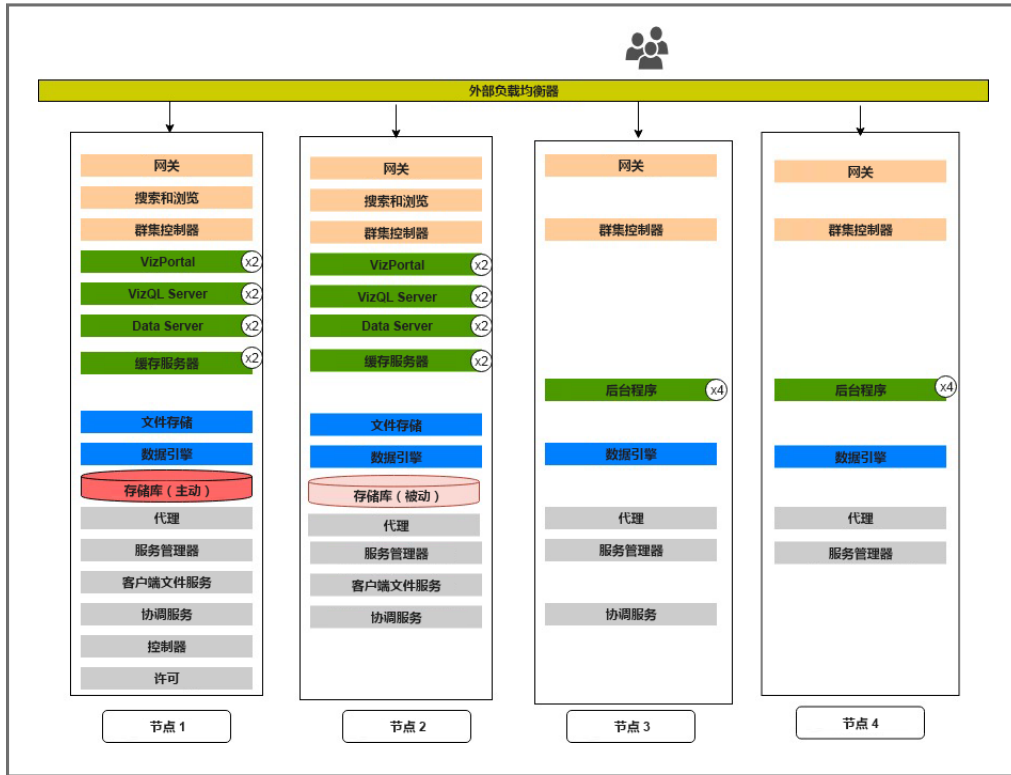 外部负载均衡器
网关
搜索和浏览
群集控制器
VizPortal x2
VizQL Server x2
Data Server x2
缓存服务器 x2
文件存储
数据引擎
存储库（主动）
代理
服务管理器
客户端文件服务
协调服务
控制器
许可
节点 1
网关
搜索和浏览
群集控制器
VizPortal x2
VizQL Server x2
Data Server x2
缓存服务器 x2
文件存储
数据引擎
存储库（被动）
代理
服务管理器
客户端文件服务
协调服务
节点 2
网关
群集控制器
后台程序 x4
数据引擎
代理
服务管理器
协调服务
节点 3
网关
群集控制器
后台程序 x4
数据引擎
代理
服务管理器
节点 4